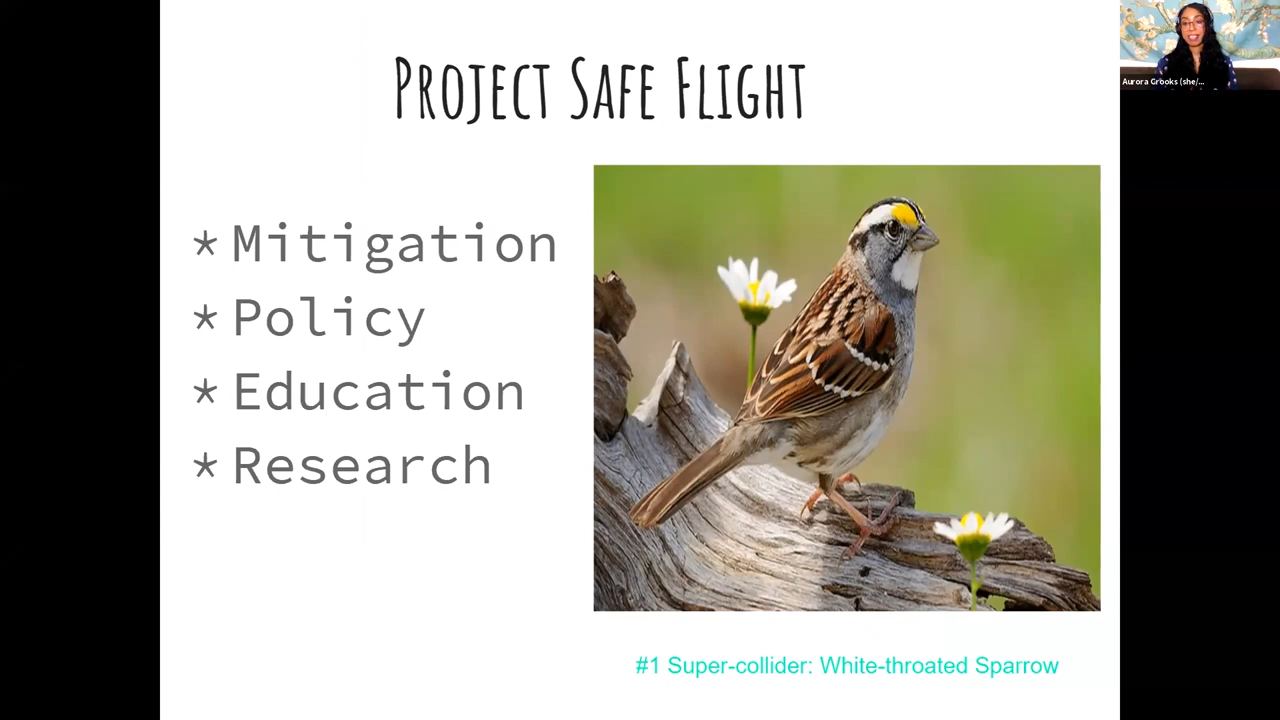 Project Safe Flight
* Mitigation
* Policy
* Education
* Research
#1 Super-collider: White-throated Sparrow
Aurora Crooks (she/...